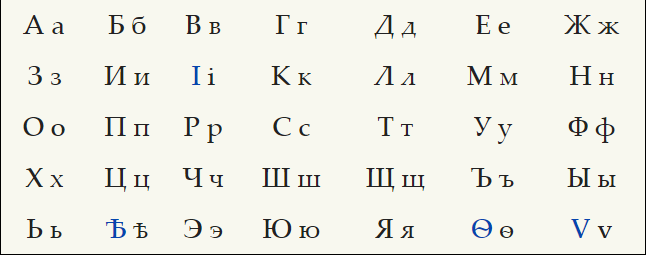 А а Б б В в Г г Д д Е е Ж ж
З з И и І і К к Л л М м Н н
О о П п Р р С с Т т У у Ф ф
Х х Ц ц Ч ч Ш ш Щ щ Ъ ъ Ы ы
Ь ь Ѣ ѣ Э э Ю ю Я я Ѳ ѳ Ѵ ѵ